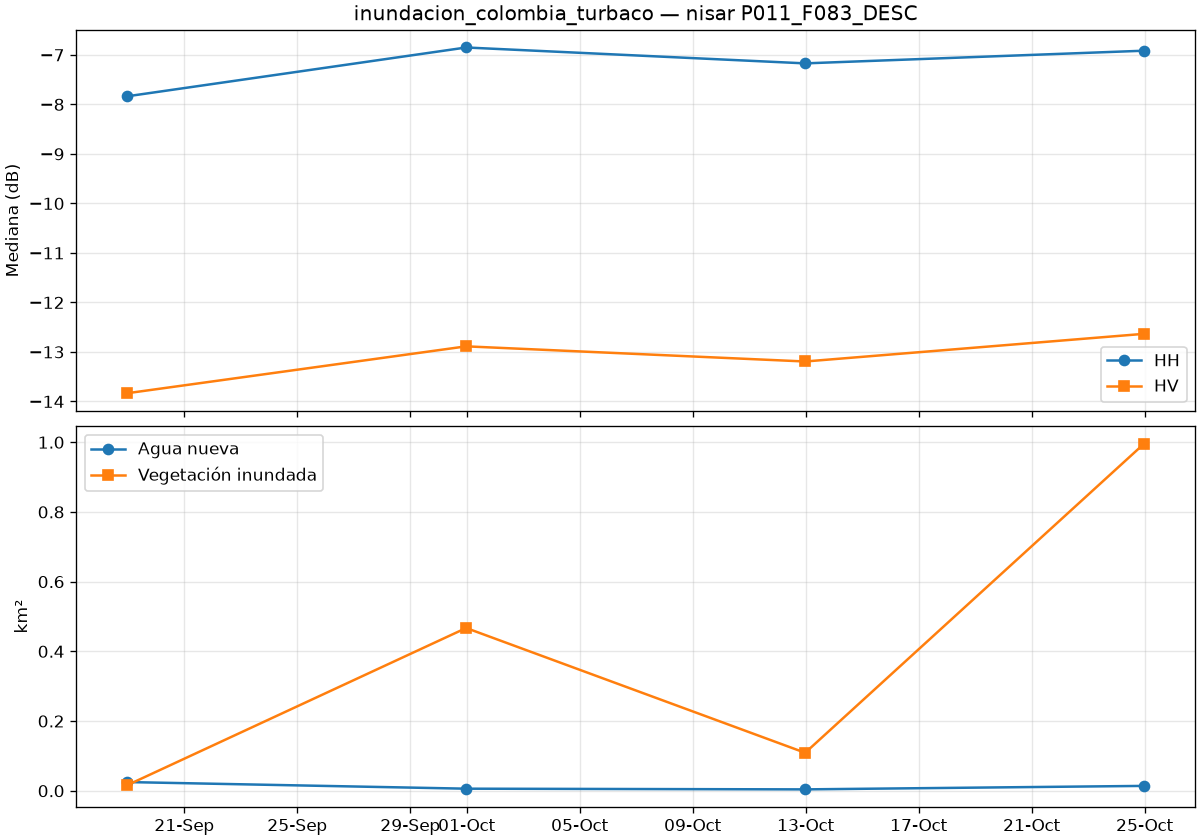 inundacion_colombia_turbaco — nisar P011_F083_DESC
Mediana (dB)
−7
−8
−9
−10
−11
−12
−13
−14
HH
HV
km²
1.0
0.8
0.6
0.4
0.2
0.0
Agua nueva
Vegetación inundada
21-Sep 25-Sep 29-Sep 01-Oct 05-Oct 09-Oct 13-Oct 17-Oct 21-Oct 25-Oct